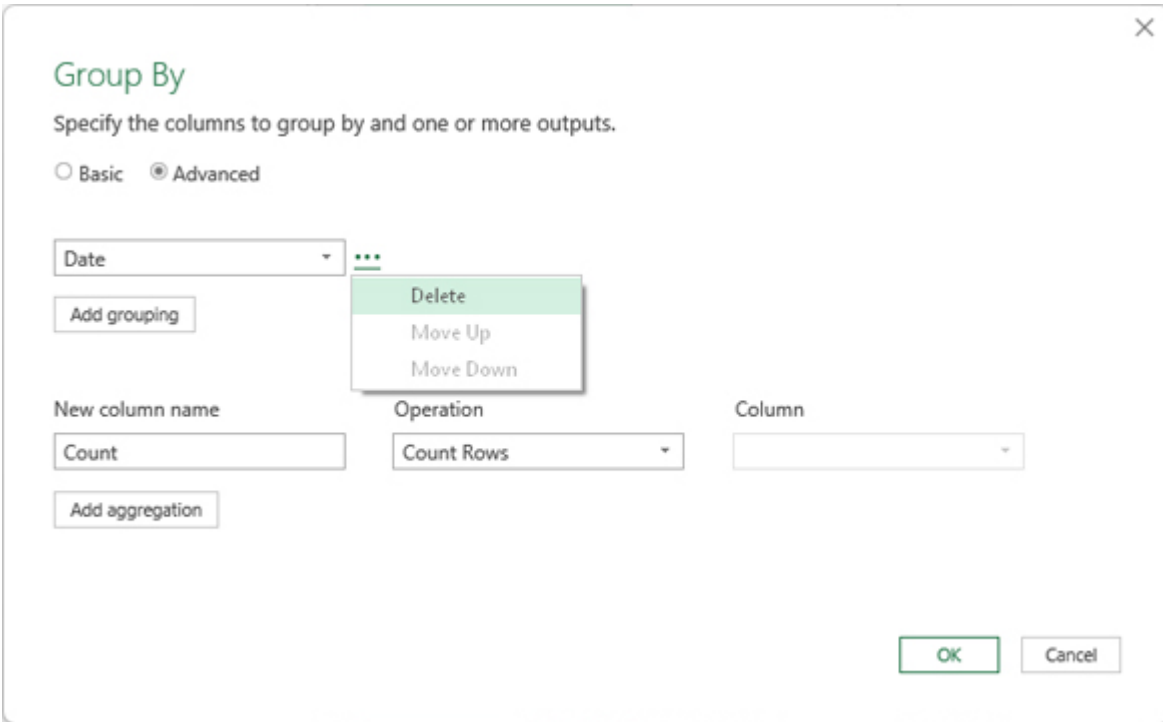 Group By
Specify the columns to group by and one or more outputs.
Basic Advanced
Date
Delete
Add grouping
Move Up
Move Down
New column name Operation Column
Count Count Rows
Add aggregation
OK Cancel